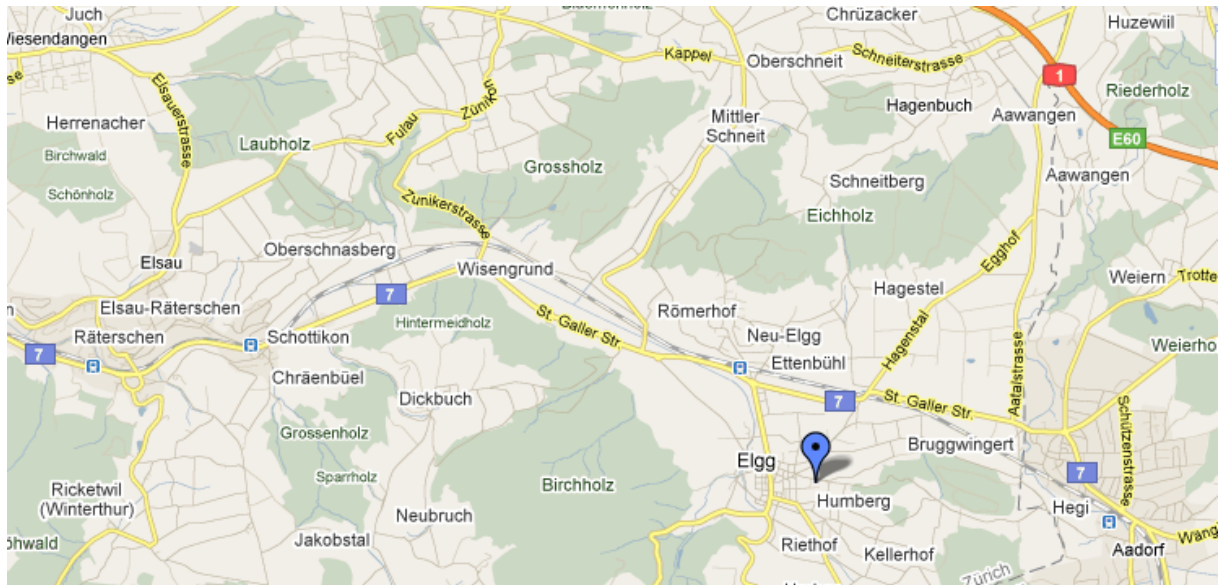 Juch
Wiesendangen
Chrüzacker
Huzewiil
Kappel
Oberschneit
Schneiterstrasse
1
Riederholz
Elsauerstrasse
Zünikon
Hagenbuch
Herrenacher
Fulau
Mittler
Schneit
Aawangen
Birchwald
Laubholz
E60
Grossholz
Schneitberg
Aawangen
Schönholz
Zünikerstrasse
Eichholz
Oberschnasberg
Egghof
Elsau
Wisengrund
Weiern
Trotte
Hagestel
7
Elsau-Räterschen
Römerhof
Hintermeidholz
St. Galler Str
Räterschen
Schottikon
Neu-Elgg
Hagenstal
Weierho
7
Ettenbühl
Chräenbüel
Aatalstrasse
Dickbuch
7
St. Galler Str.
Schützenstrasse
Grossenholz
Bruggwingert
Elgg
Sparrholz
Birchholz
7
Ricketwil
(Winterthur)
Humberg
Neubruch
Hegi
Jakobstal
Riethof
Wäng
Kellerhof
Aadorf
Zürich